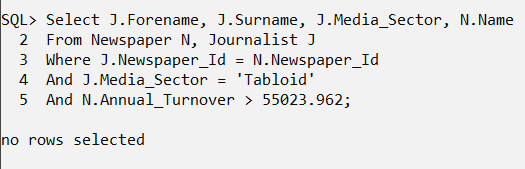 SQL> Select J.Forename, J.Surname, J.Media_Sector, N.Name
2 From Newspaper N, Journalist J
3 Where J.Newspaper_Id = N.Newspaper_Id
4 And J.Media_Sector = 'Tabloid'
5 And N.Annual_Turnover > 55023.962;
no rows selected